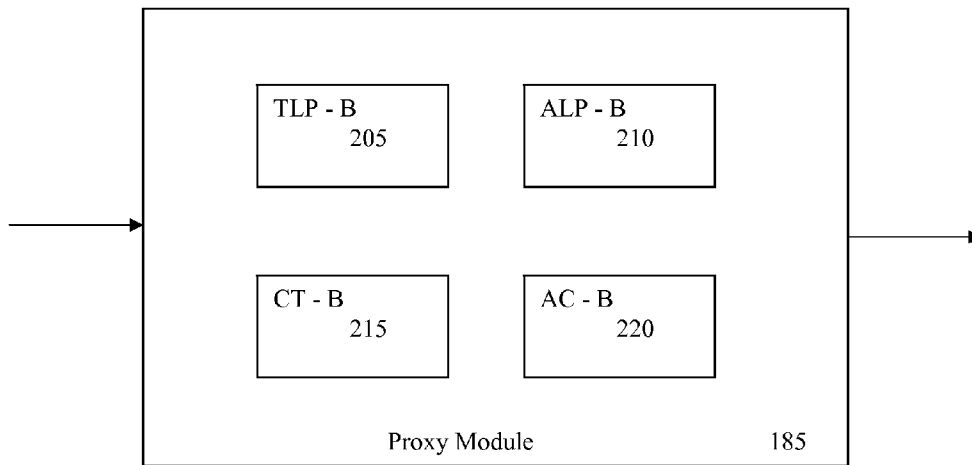 TLP - B
205
ALP - B
210
CT - B
215
AC - B
220
Proxy Module 185